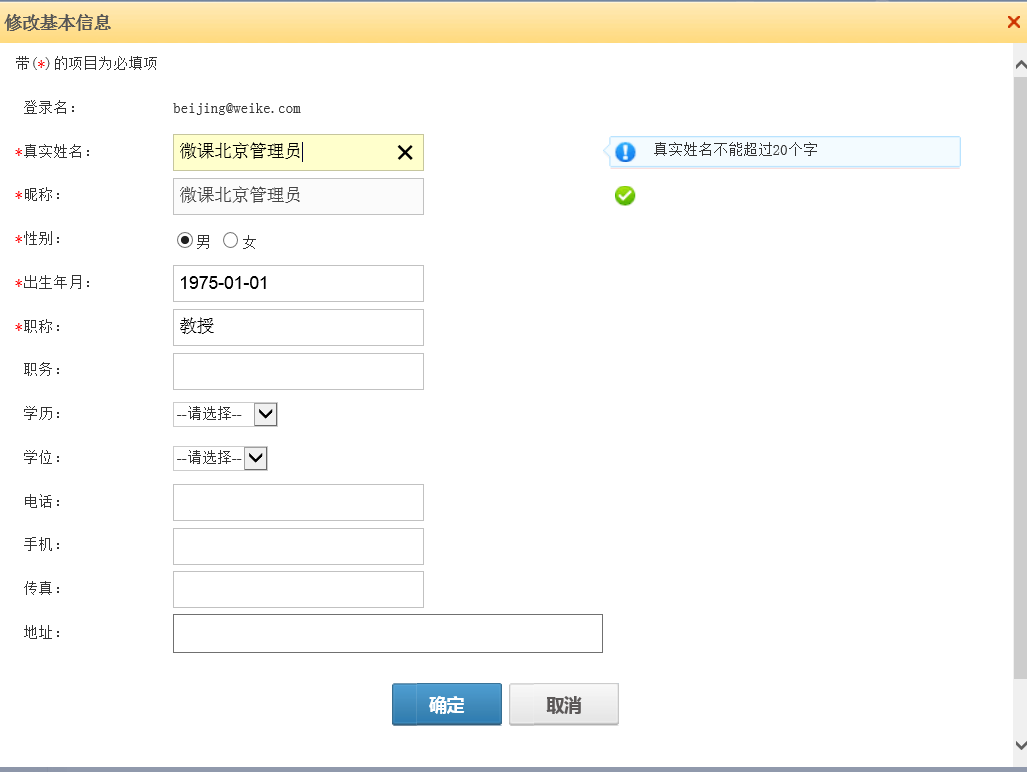 修改基本信息
带(*)的项目为必填项
登录名： beijing@weike.com
*真实姓名： 微课北京管理员 真实姓名不能超过20个字
*昵称： 微课北京管理员
*性别： 男 女
*出生年月： 1975-01-01
*职称： 教授
职务：
学历： --请选择--
学位： --请选择--
电话：
手机：
传真：
地址：
确定 取消